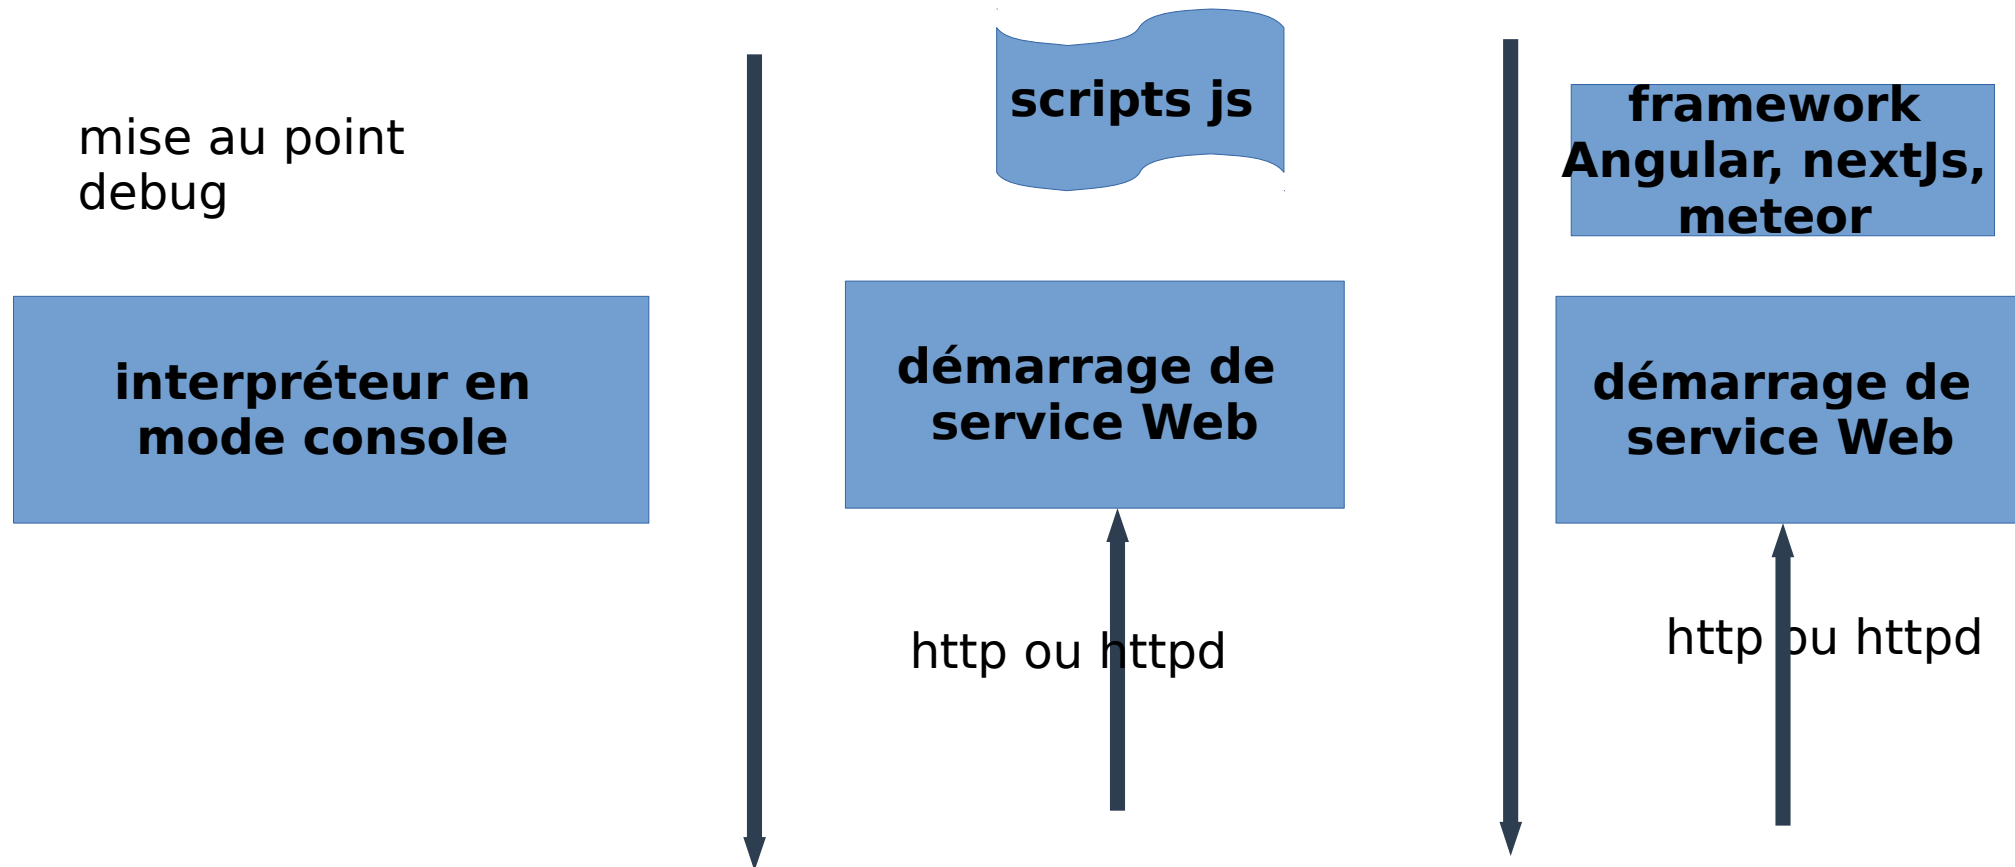 mise au point
debug
interpréteur en
mode console
scripts js
démarrage de
service Web
http ou httpd
framework
Angular, nextJs,
meteor
démarrage de
service Web
http ou httpd